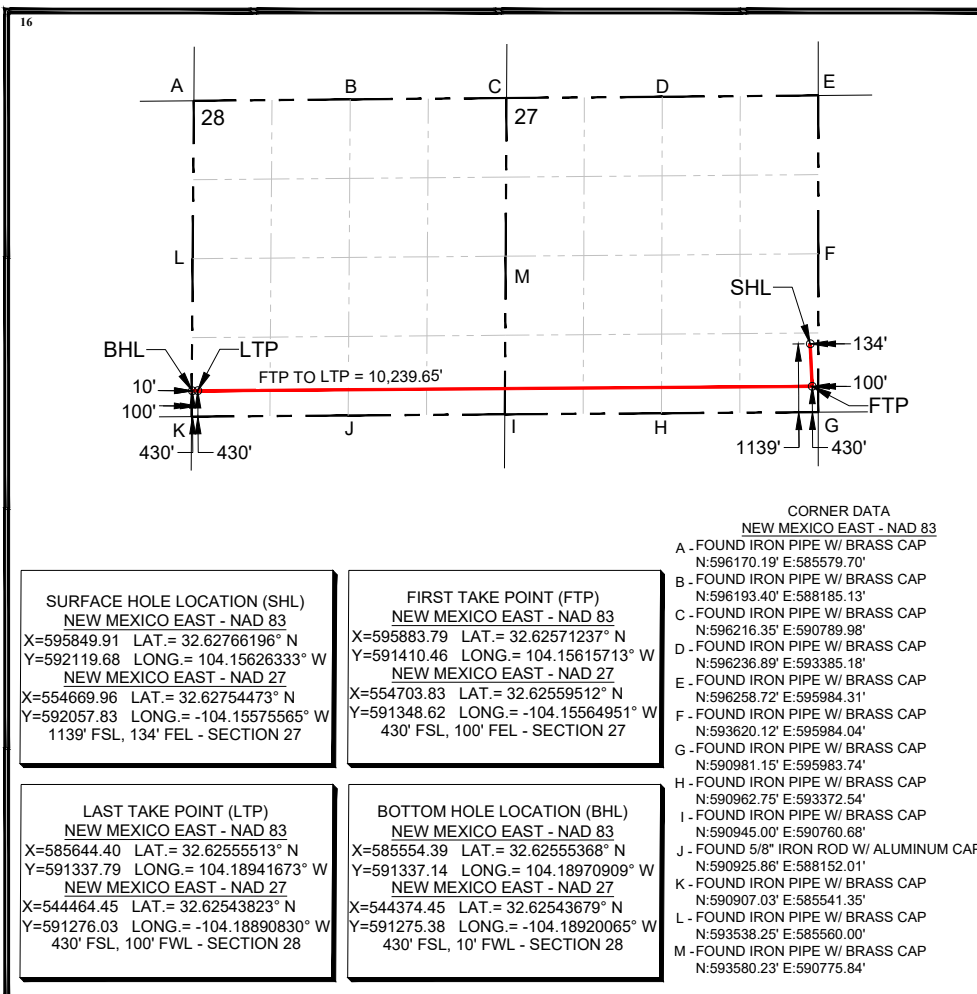 16
A
B
C
D
E
28
27
L
M
F
SHL
134'
BHL
LTP
FTP TO LTP = 10,239.65'
10'
100'
100'
FTP
K
J
I
H
G
430'
430'
1139'
430'
CORNER DATA
NEW MEXICO EAST - NAD 83
A - FOUND IRON PIPE W/ BRASS CAP
N:596170.19' E:585579.70'
B - FOUND IRON PIPE W/ BRASS CAP
N:596193.40' E:588185.13'
C - FOUND IRON PIPE W/ BRASS CAP
N:596216.35' E:590789.98'
D - FOUND IRON PIPE W/ BRASS CAP
N:596236.89' E:593385.18'
E - FOUND IRON PIPE W/ BRASS CAP
N:596258.72' E:595984.31'
F - FOUND IRON PIPE W/ BRASS CAP
N:593620.12' E:595984.04'
G - FOUND IRON PIPE W/ BRASS CAP
N:590981.15' E:595983.74'
H - FOUND IRON PIPE W/ BRASS CAP
N:590962.75' E:593372.54'
I - FOUND IRON PIPE W/ BRASS CAP
N:590945.00' E:590760.68'
J - FOUND 5/8" IRON ROD W/ ALUMINUM CAP
N:590925.86' E:588152.01'
K - FOUND IRON PIPE W/ BRASS CAP
N:590907.03' E:585541.35'
L - FOUND IRON PIPE W/ BRASS CAP
N:593538.25' E:585560.00'
M - FOUND IRON PIPE W/ BRASS CAP
N:593580.23' E:590775.84'
SURFACE HOLE LOCATION (SHL)
NEW MEXICO EAST - NAD 83
X=595849.91 LAT.= 32.62766196° N
Y=592119.68 LONG.= 104.15626333° W
NEW MEXICO EAST - NAD 27
X=554669.96 LAT.= 32.62754473° N
Y=592057.83 LONG.= -104.15575565° W
1139' FSL, 134' FEL - SECTION 27
FIRST TAKE POINT (FTP)
NEW MEXICO EAST - NAD 83
X=595883.79 LAT.= 32.62571237° N
Y=591410.46 LONG.= 104.15615713° W
NEW MEXICO EAST - NAD 27
X=554703.83 LAT.= 32.62559512° N
Y=591348.62 LONG.= -104.15564951° W
430' FSL, 100' FEL - SECTION 27
LAST TAKE POINT (LTP)
NEW MEXICO EAST - NAD 83
X=585644.40 LAT.= 32.62555513° N
Y=591337.79 LONG.= 104.18941673° W
NEW MEXICO EAST - NAD 27
X=544464.45 LAT.= 32.62543823° N
Y=591276.03 LONG.= -104.18890830° W
430' FSL, 100' FWL - SECTION 28
BOTTOM HOLE LOCATION (BHL)
NEW MEXICO EAST - NAD 83
X=585554.39 LAT.= 32.62555368° N
Y=591337.14 LONG.= 104.18970909° W
NEW MEXICO EAST - NAD 27
X=544374.45 LAT.= 32.62543679° N
Y=591275.38 LONG.= -104.18920065° W
430' FSL, 10' FWL - SECTION 28